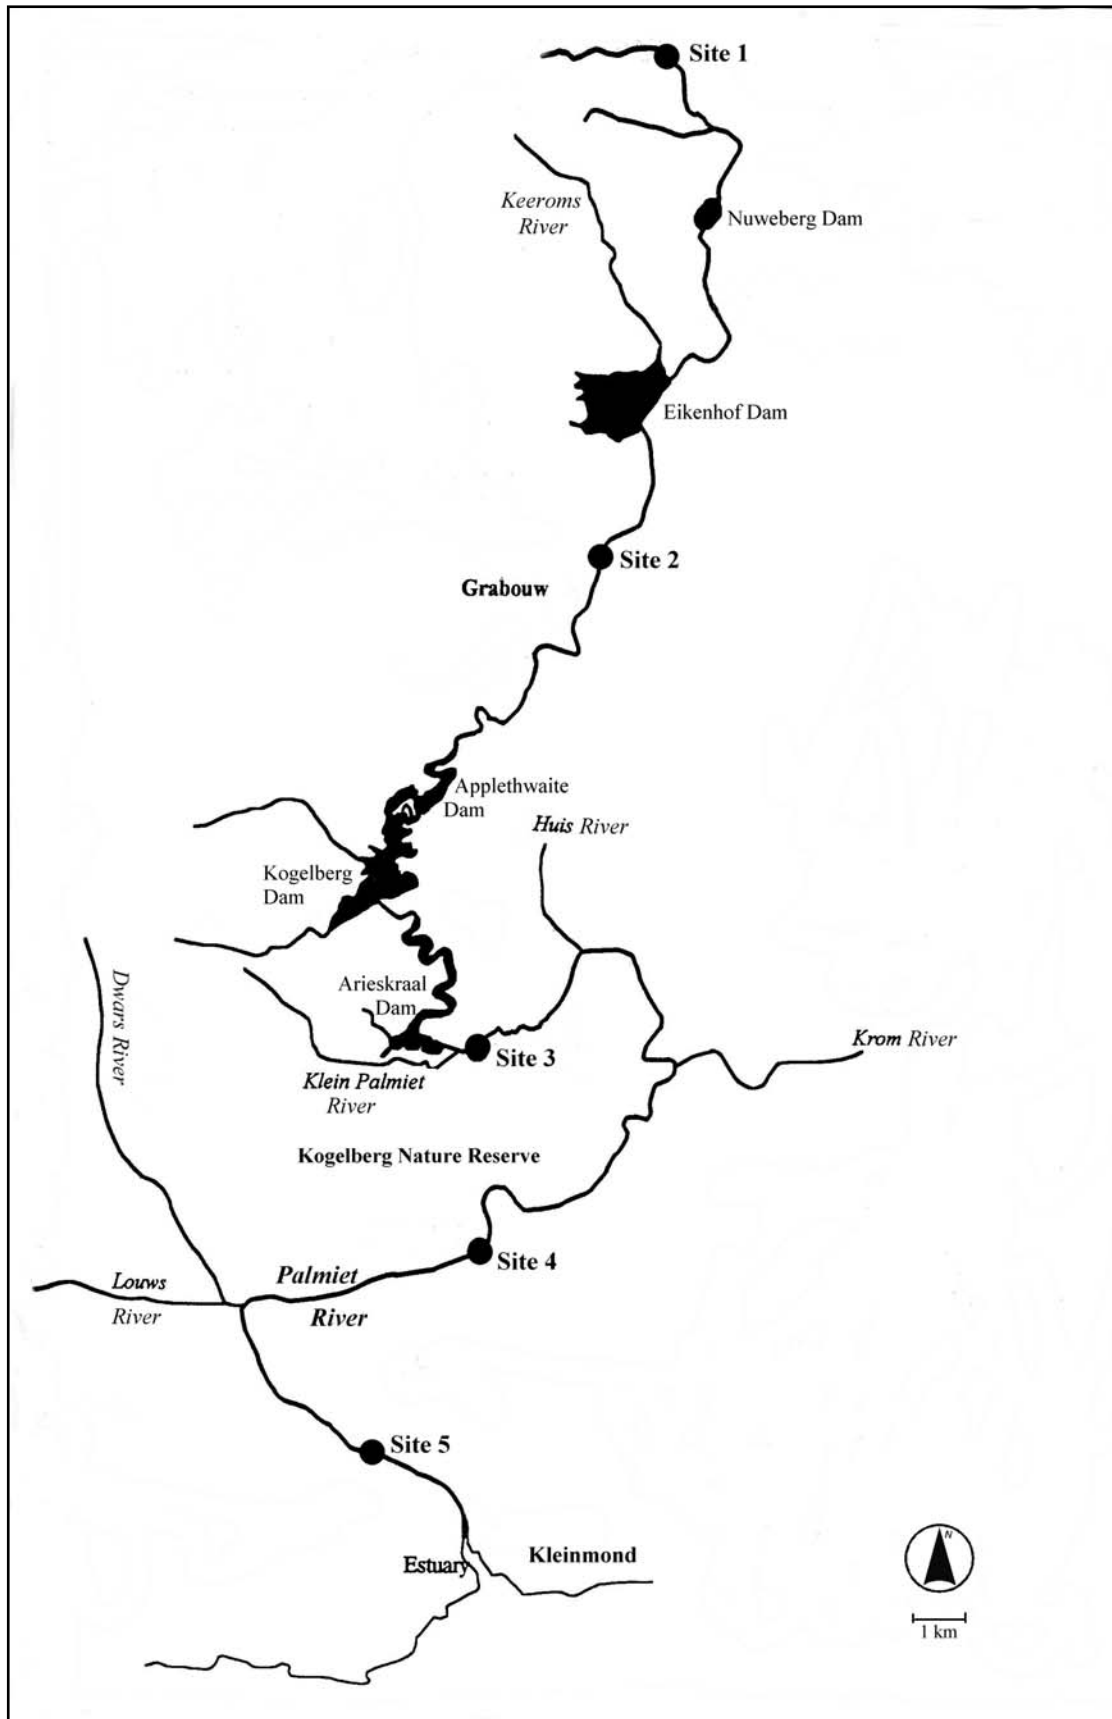 Site 1
Keeroms
River
Nuweberg Dam
Eikenhof Dam
Site 2
Grabouw
Applethwaite
Dam
Huis River
Kogelberg
Dam
Dwars River
Arieskraal
Dam
Krom River
Site 3
Klein Palmiet
River
Kogelberg Nature Reserve
Site 4
Palmiet
River
Louws
River
Site 5
Estuary
Kleinmond
N
1 km